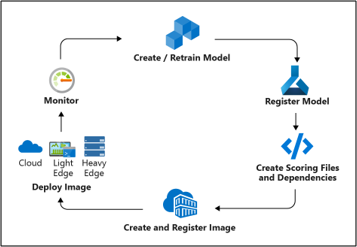 Create / Retrain Model
Monitor
Register Model
Cloud
Light
Edge
Heavy
Edge
Deploy Image
Create Scoring Files
and Dependencies
Create and Register Image